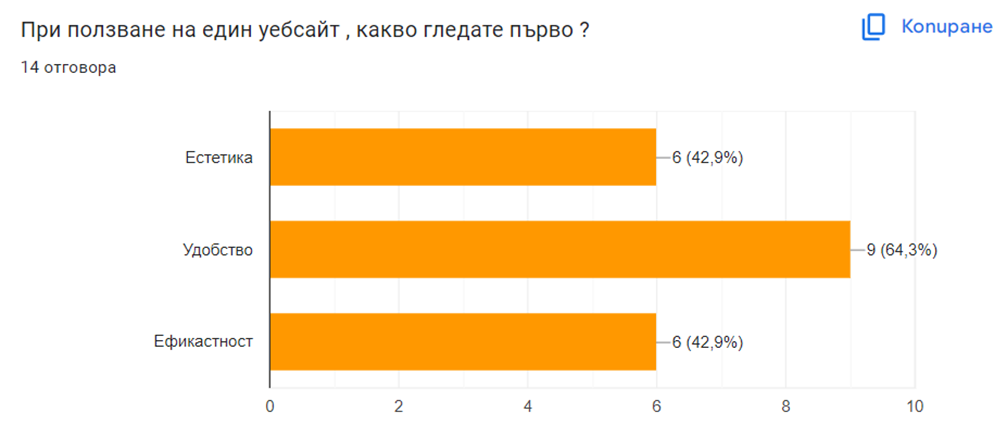 При ползване на един уебсайт , какво гледате първо ?
Копиране
14 отговора
Естетика
6 (42,9%)
Удобство
9 (64,3%)
Ефикастност
6 (42,9%)
0 2 4 6 8 10